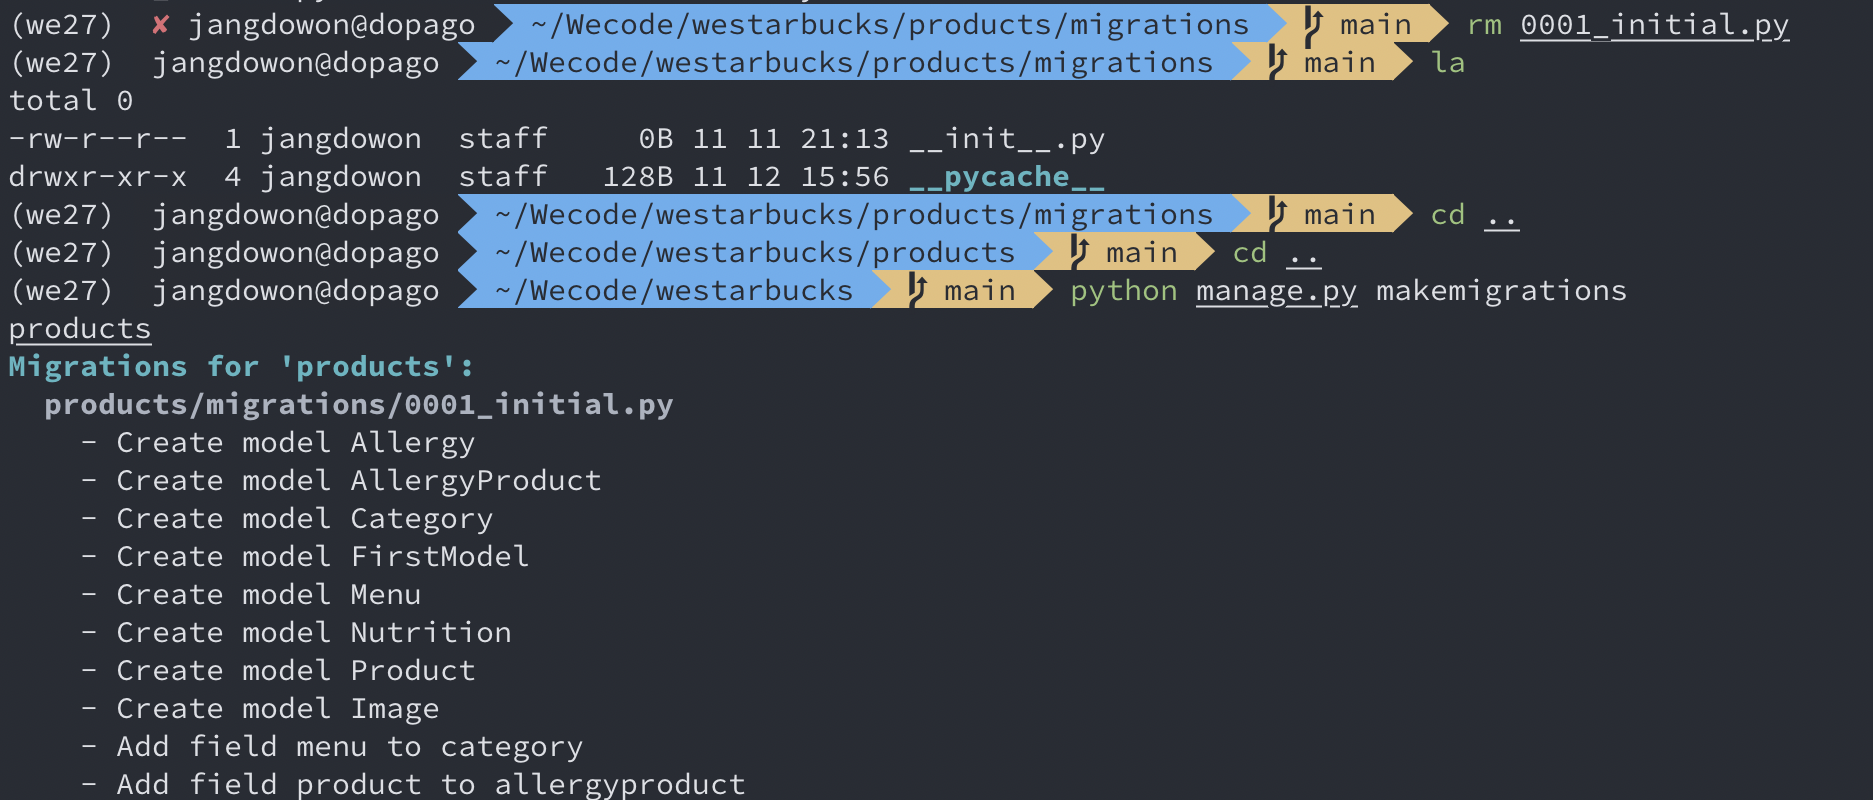 (we27) ✘ jangdowon@dopago ~/Wecode/westarbucks/products/migrations main rm 0001_initial.py
(we27) jangdowon@dopago ~/Wecode/westarbucks/products/migrations main la
total 0
-rw-r--r-- 1 jangdowon staff 0B 11 11 21:13 __init__.py
drwxr-xr-x 4 jangdowon staff 128B 11 12 15:56 __pycache__
(we27) jangdowon@dopago ~/Wecode/westarbucks/products/migrations main cd ..
(we27) jangdowon@dopago ~/Wecode/westarbucks/products main cd ..
(we27) jangdowon@dopago ~/Wecode/westarbucks main python manage.py makemigrations
products
Migrations for 'products':
products/migrations/0001_initial.py
- Create model Allergy
- Create model AllergyProduct
- Create model Category
- Create model FirstModel
- Create model Menu
- Create model Nutrition
- Create model Product
- Create model Image
- Add field menu to category
- Add field product to allergyproduct